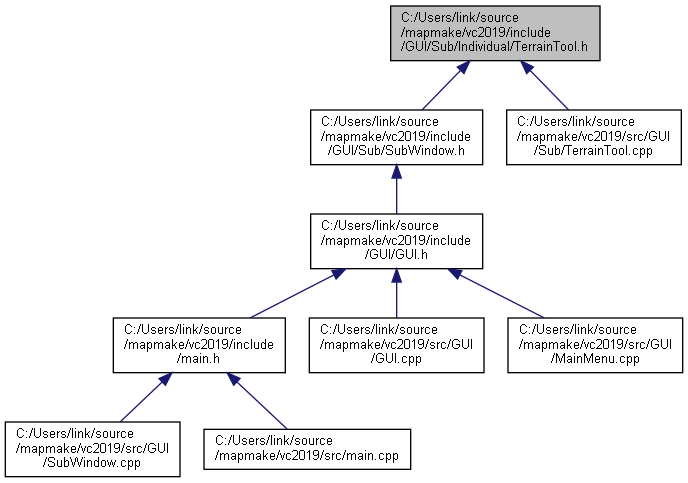 C:/Users/link/source
/mapmake/vc2019/include
/GUI/Sub/Individual/TerrainTool.h
C:/Users/link/source
/mapmake/vc2019/include
/GUI/Sub/SubWindow.h
C:/Users/link/source
/mapmake/vc2019/src/GUI
/Sub/TerrainTool.cpp
C:/Users/link/source
/mapmake/vc2019/include
/GUI/GUI.h
C:/Users/link/source
/mapmake/vc2019/include
/main.h
C:/Users/link/source
/mapmake/vc2019/src/GUI
/GUI.cpp
C:/Users/link/source
/mapmake/vc2019/src/GUI
/MainMenu.cpp
C:/Users/link/source
/mapmake/vc2019/src/GUI
/SubWindow.cpp
C:/Users/link/source
/mapmake/vc2019/src/main.cpp